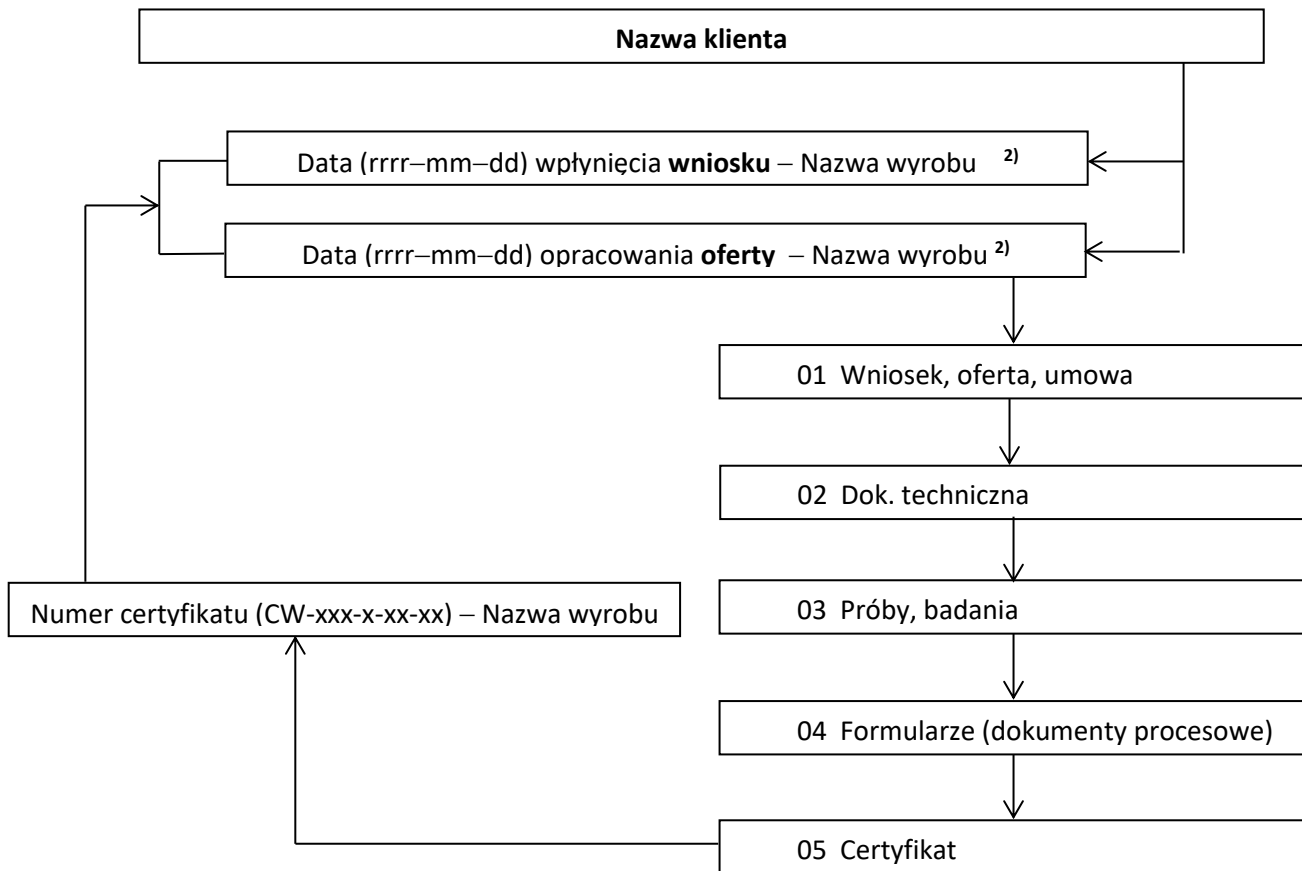 Nazwa klienta
Data (rrrr–mm–dd) wpłynięcia wniosku – Nazwa wyrobu 2)
Data (rrrr–mm–dd) opracowania oferty – Nazwa wyrobu 2)
01 Wniosek, oferta, umowa
02 Dok. techniczna
Numer certyfikatu (CW-xxx-x-xx-xx) – Nazwa wyrobu
03 Próby, badania
04 Formularze (dokumenty procesowe)
05 Certyfikat